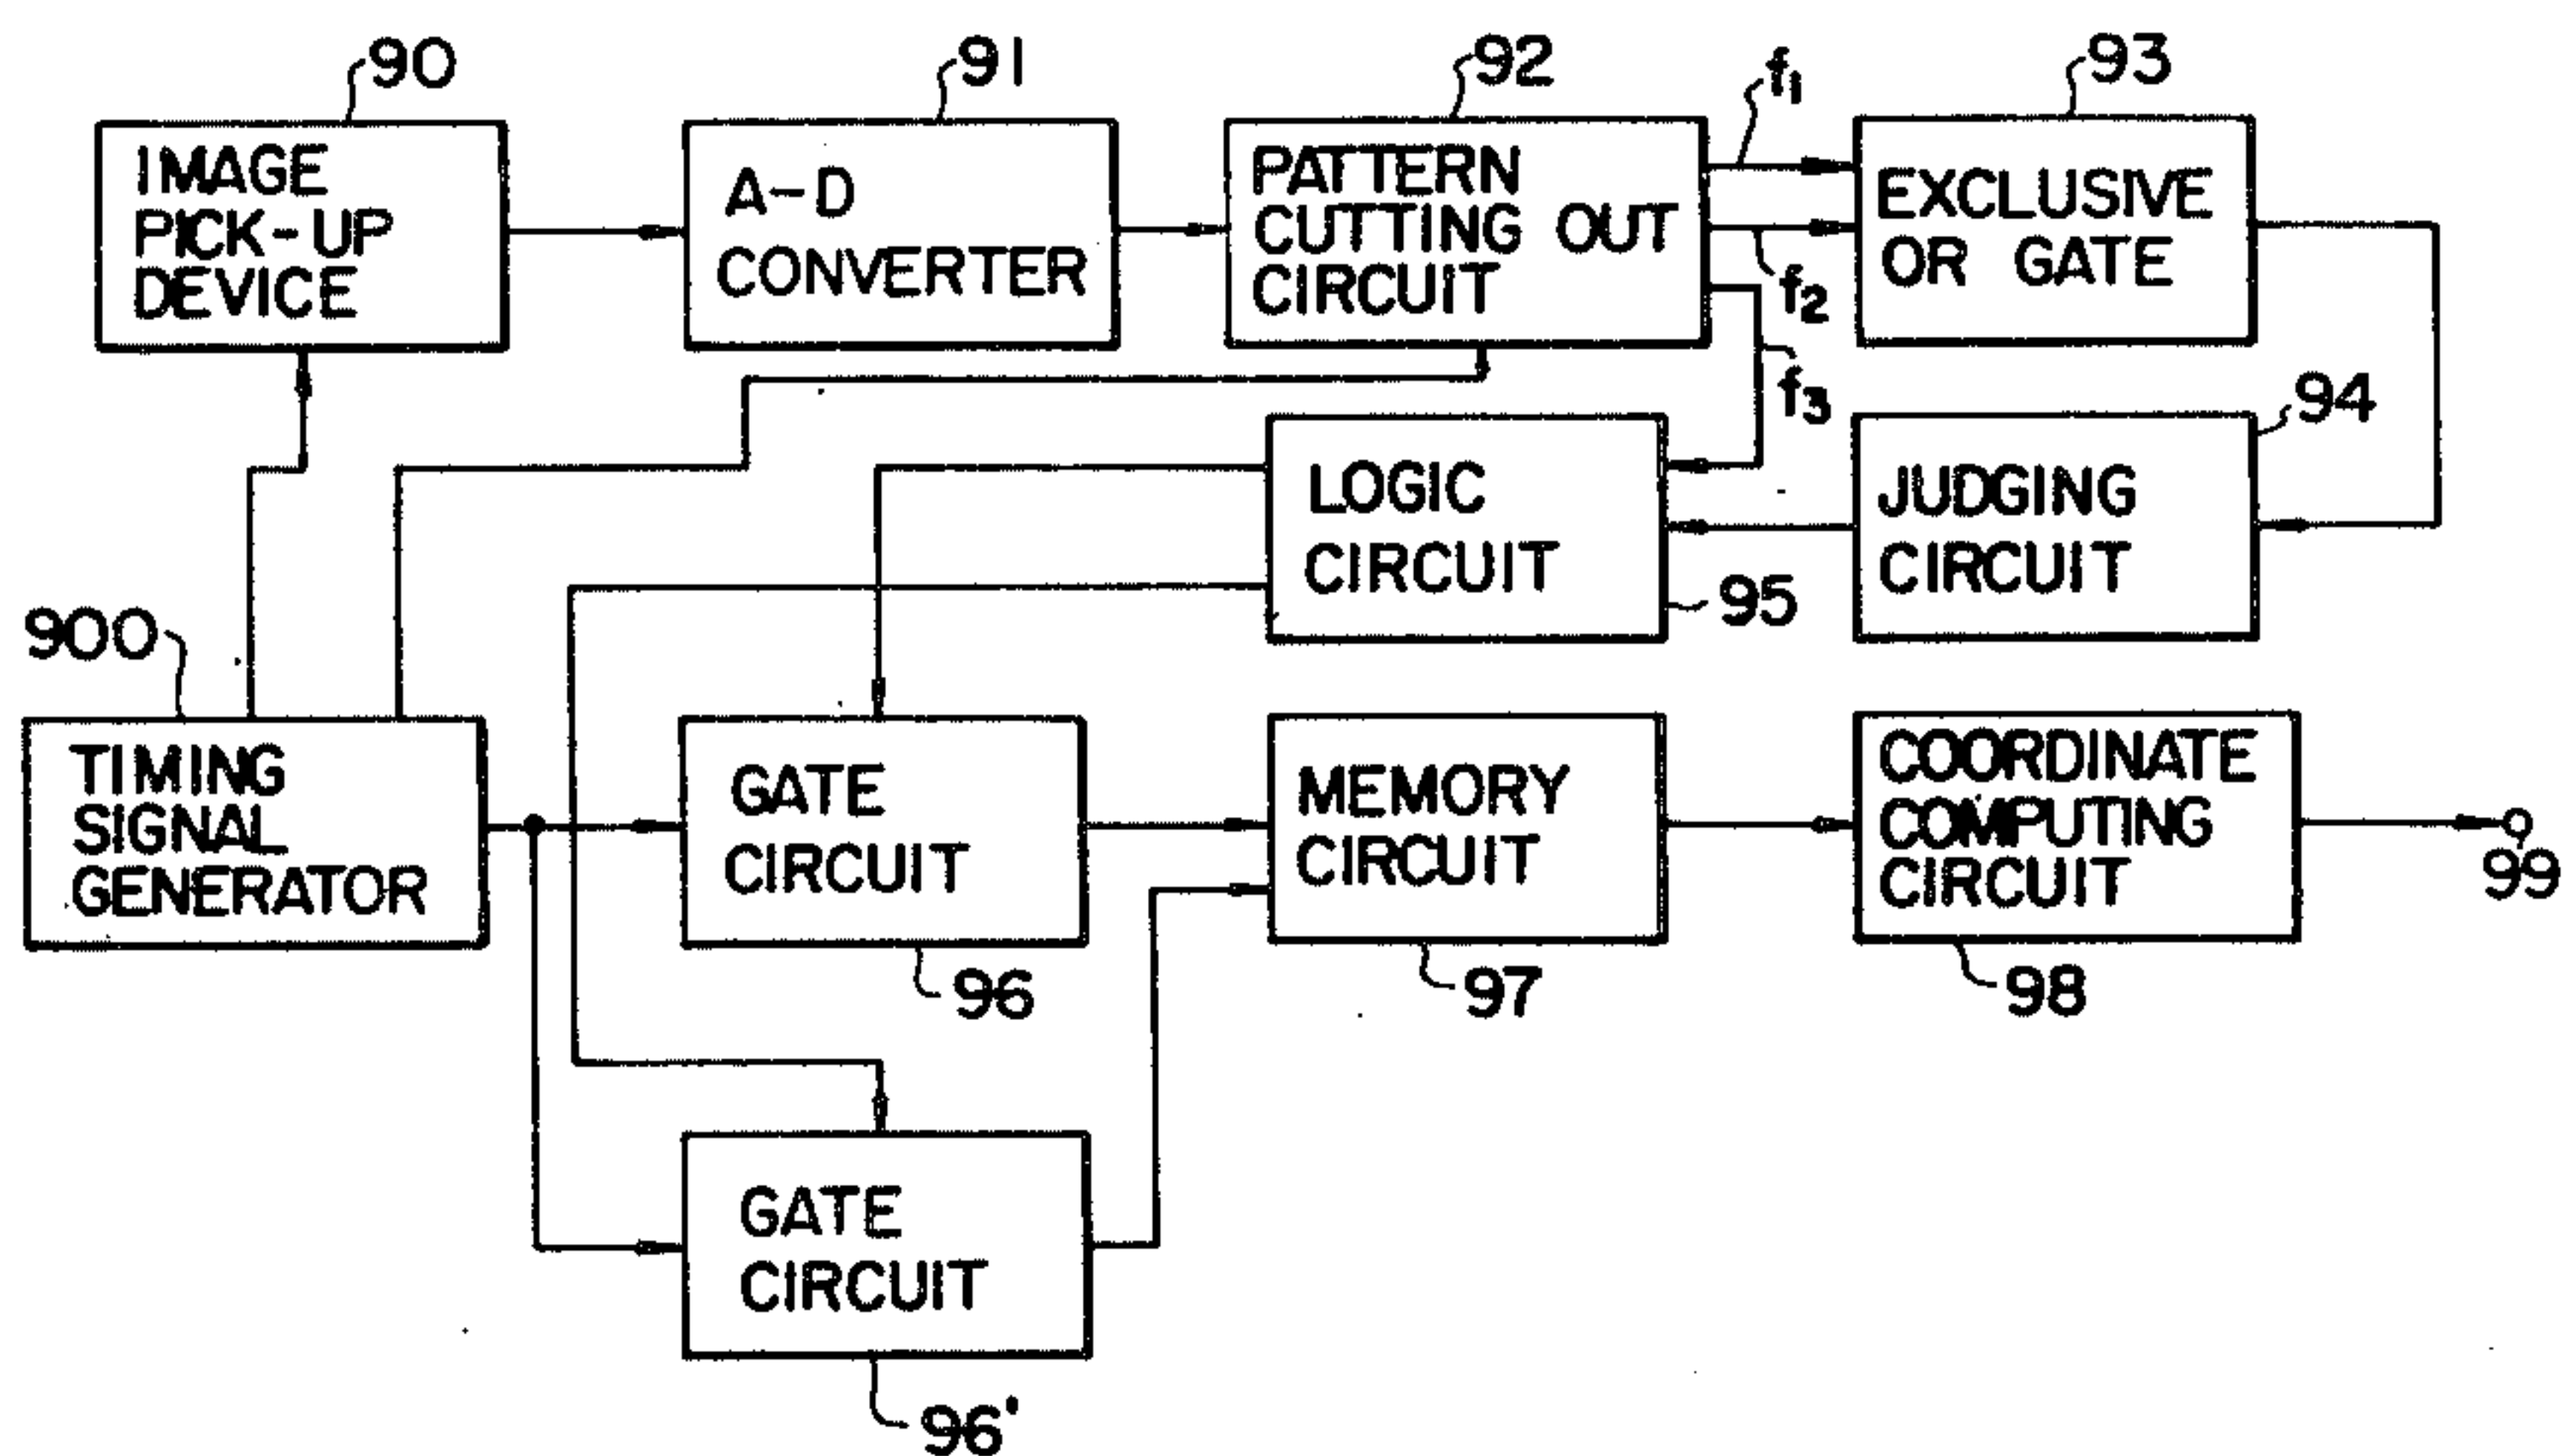 90
IMAGE
PICK-UP
DEVICE
91
A-D
CONVERTER
92
PATTERN
CUTTING OUT
CIRCUIT
f1
f2
f3
93
EXCLUSIVE
OR GATE
94
JUDGING
CIRCUIT
LOGIC
CIRCUIT
95
900
TIMING
SIGNAL
GENERATOR
GATE
CIRCUIT
96
MEMORY
CIRCUIT
97
COORDINATE
COMPUTING
CIRCUIT
98
99
GATE
CIRCUIT
96'